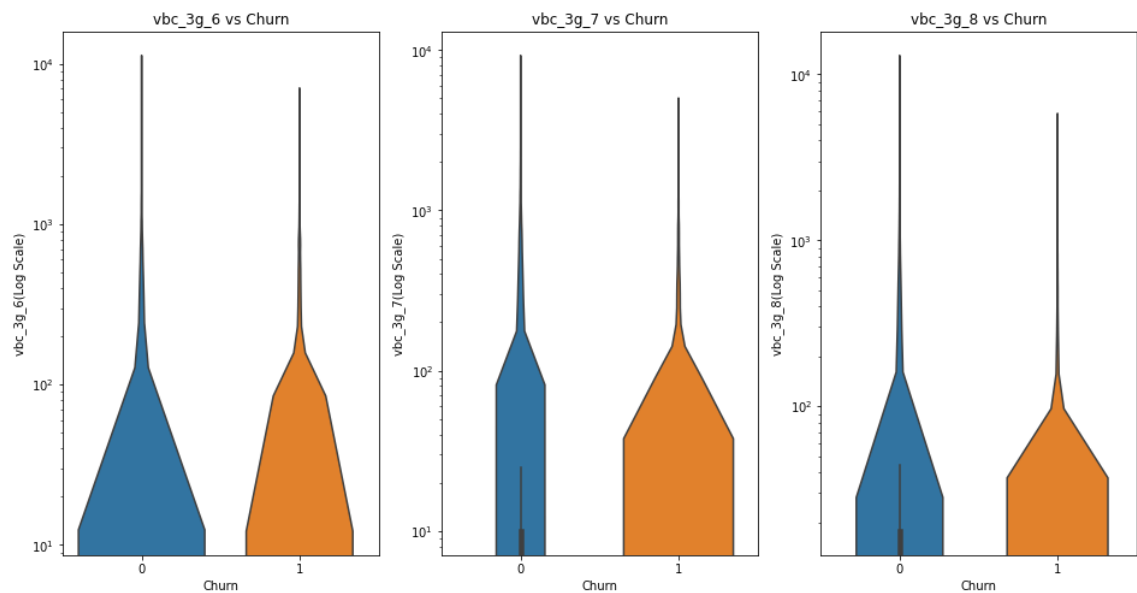 vbc_3g_6 vs Churn
vbc_3g_6(Log Scale)
10⁴
10³
10²
10¹
0 1
Churn
vbc_3g_7 vs Churn
vbc_3g_7(Log Scale)
10⁴
10³
10²
10¹
0 1
Churn
vbc_3g_8 vs Churn
vbc_3g_8(Log Scale)
10⁴
10³
10²
0 1
Churn